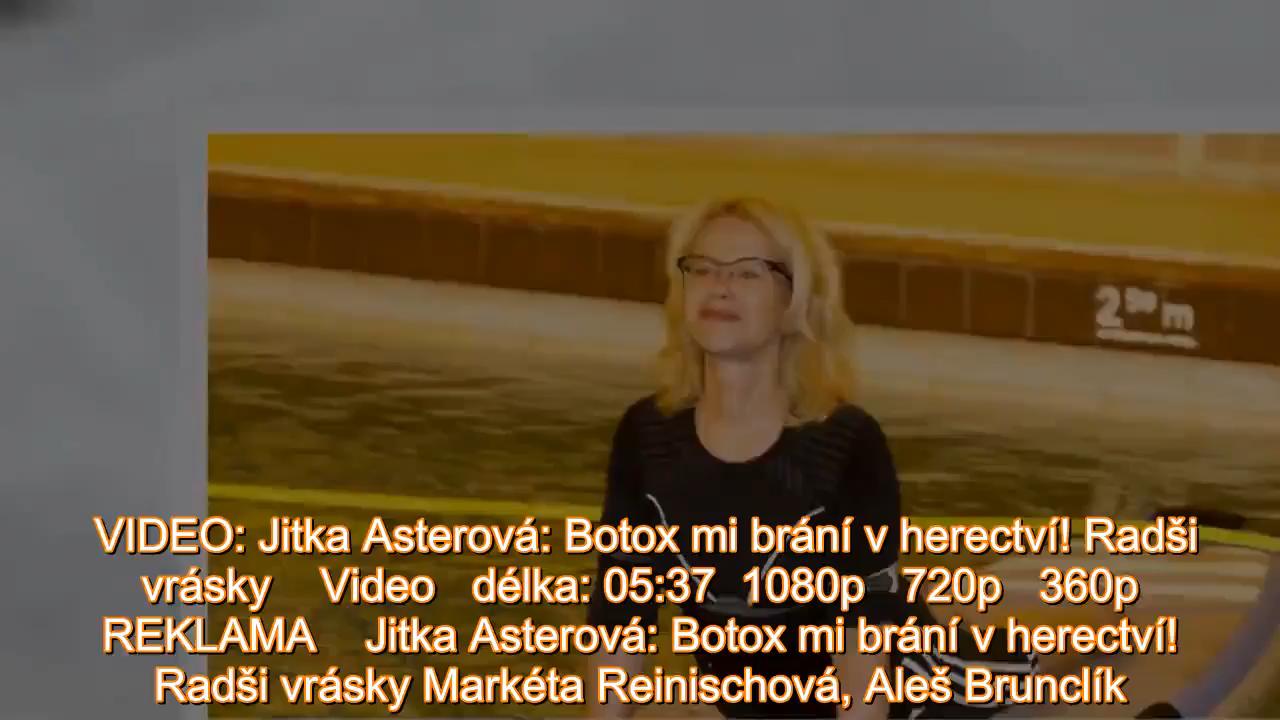 2⁵⁰ m
VIDEO: Jitka Asterová: Botox mi brání v herectví! Radši
vrásky Video délka: 05:37 1080p 720p 360p
REKLAMA Jitka Asterová: Botox mi brání v herectví!
Radši vrásky Markéta Reinischová, Aleš Brunclík